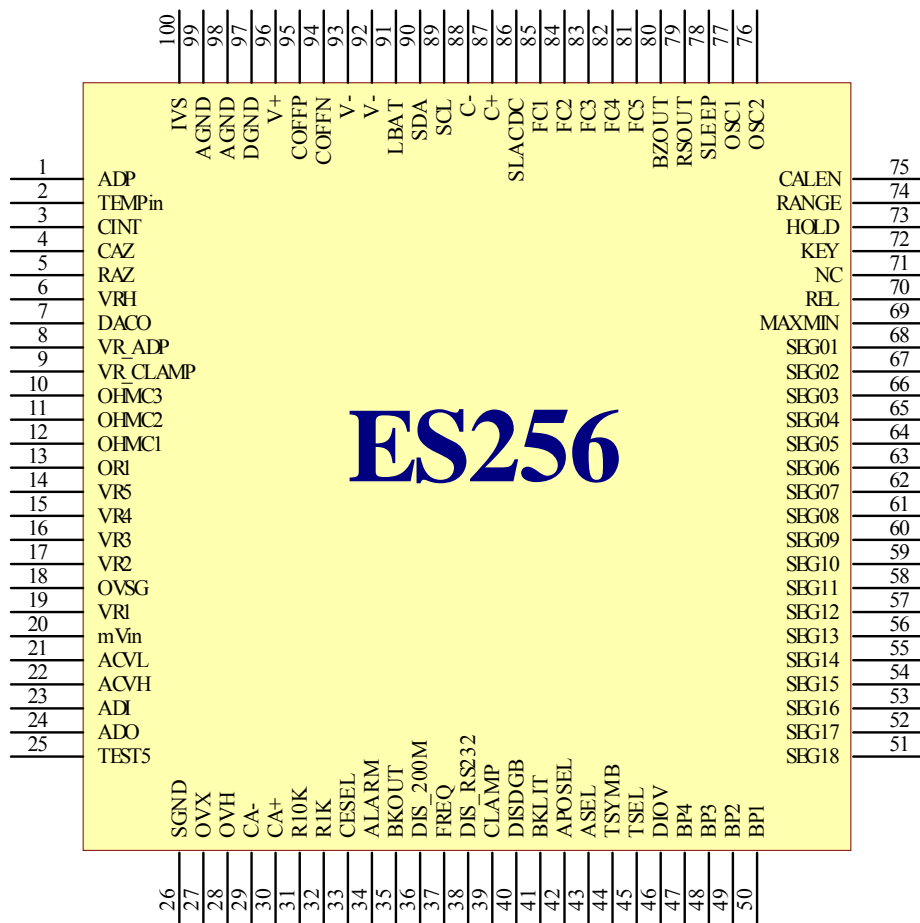 100
99
98
97
96
95
94
93
92
91
90
89
88
87
86
85
84
83
82
81
80
79
78
77
76
IVS
AGND
AGND
DGND
V+
COFFP
COFFN
V-
V-
LBAT
SDA
SCL
C-
C+
SLACDC
FC1
FC2
FC3
FC4
FC5
BZOUT
RSOUT
SLEEP
OSC1
OSC2
1 ADP
2 TEMPin
3 CINT
4 CAZ
5 RAZ
6 VRH
7 DACO
8 VR_ADP
9 VR_CLAMP
10 OHMC3
11 OHMC2
12 OHMC1
13 OR1
14 VR5
15 VR4
16 VR3
17 VR2
18 OVSG
19 VR1
20 mVin
21 ACVL
22 ACVH
23 ADI
24 ADO
25 TEST5
ES256
CALEN 75
RANGE 74
HOLD 73
KEY 72
NC 71
REL 70
MAXMIN 69
SEG01 68
SEG02 67
SEG03 66
SEG04 65
SEG05 64
SEG06 63
SEG07 62
SEG08 61
SEG09 60
SEG10 59
SEG11 58
SEG12 57
SEG13 56
SEG14 55
SEG15 54
SEG16 53
SEG17 52
SEG18 51
SGND
OVX
OVH
CA-
CA+
R10K
R1K
CESEL
ALARM
BKOUT
DIS_200M
FREQ
DIS_RS232
CLAMP
DISDGB
BKLIT
APOSEL
ASEL
TSYMB
TSEL
DIOV
BP4
BP3
BP2
BP1
26
27
28
29
30
31
32
33
34
35
36
37
38
39
40
41
42
43
44
45
46
47
48
49
50